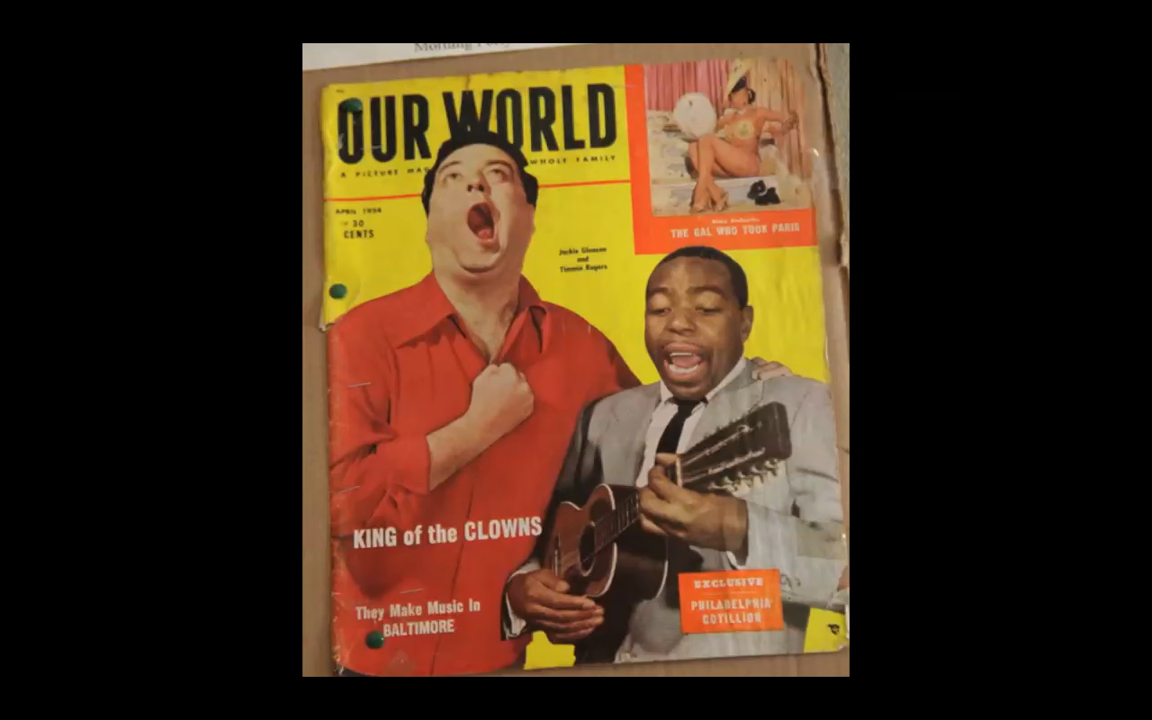 OUR WORLD
A PICTURE MAG WHOLE FAMILY
APRIL 1954
30
CENTS
THE GAL WHO TOOK PARIS
Jackie Gleason
and
Timmie Rogers
KING of the CLOWNS
They Make Music In
BALTIMORE
EXCLUSIVE
PHILADELPHIA
COTILLION